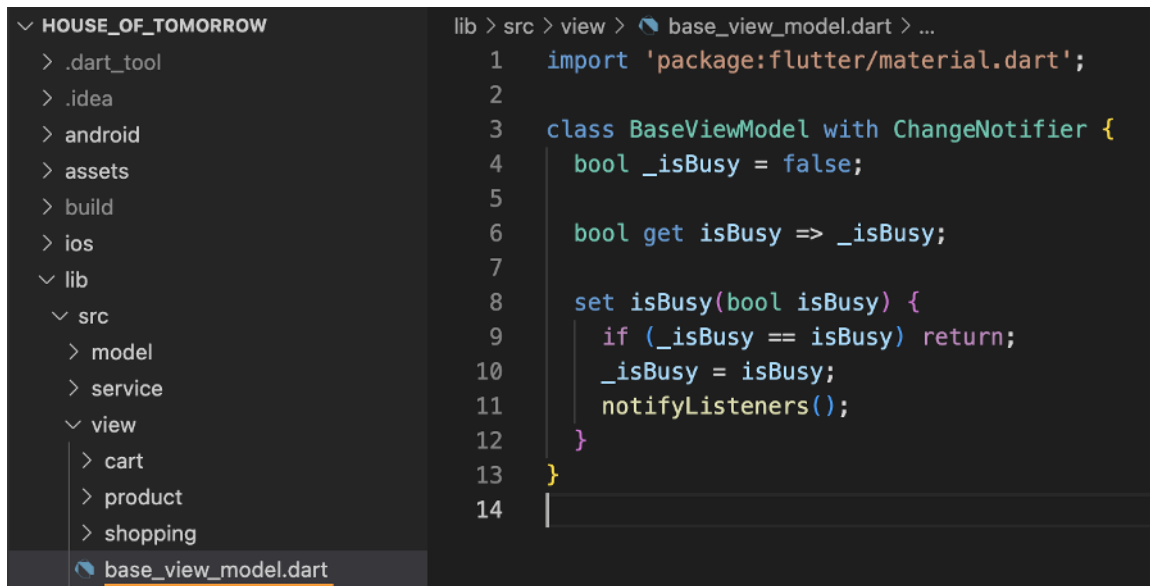 HOUSE_OF_TOMORROW
.dart_tool
.idea
android
assets
build
ios
lib
src
model
service
view
cart
product
shopping
base_view_model.dart
lib > src > view > base_view_model.dart > ...
1 import 'package:flutter/material.dart';
2
3 class BaseViewModel with ChangeNotifier {
4 bool _isBusy = false;
5
6 bool get isBusy => _isBusy;
7
8 set isBusy(bool isBusy) {
9 if (_isBusy == isBusy) return;
10 _isBusy = isBusy;
11 notifyListeners();
12 }
13 }
14